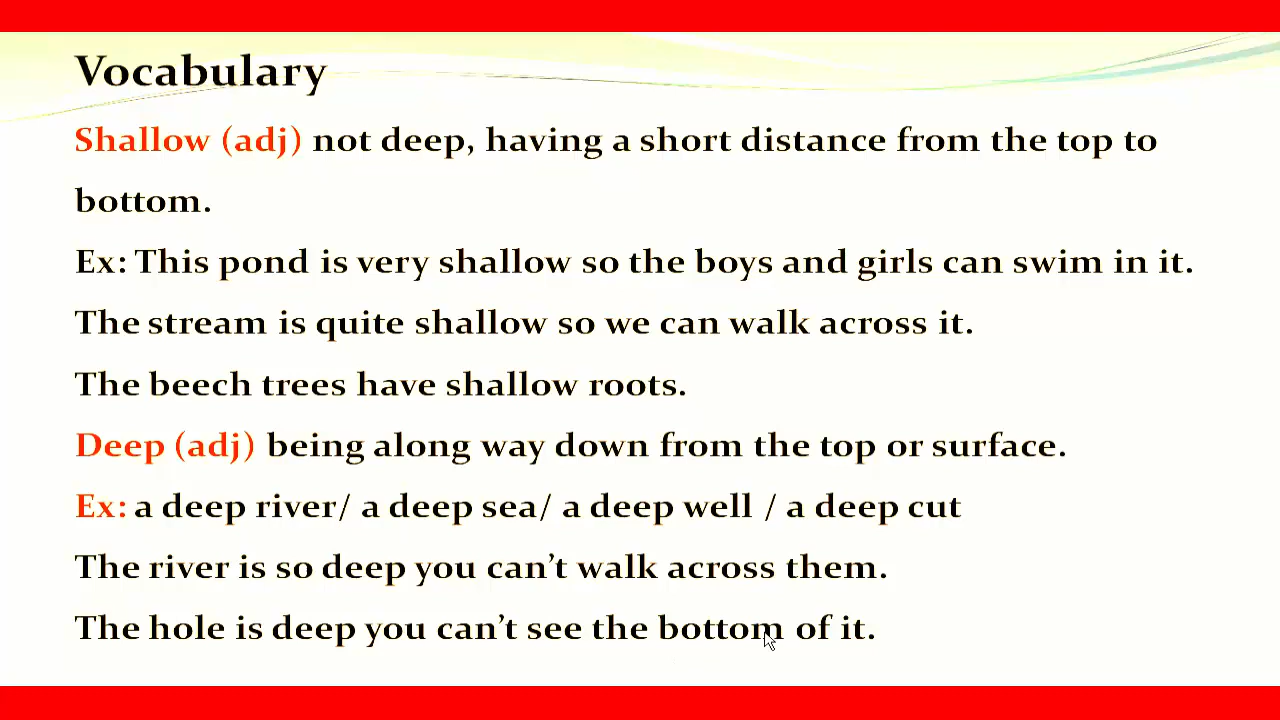 Vocabulary
Shallow (adj) not deep, having a short distance from the top to
bottom.
Ex: This pond is very shallow so the boys and girls can swim in it.
The stream is quite shallow so we can walk across it.
The beech trees have shallow roots.
Deep (adj) being along way down from the top or surface.
Ex: a deep river/ a deep sea/ a deep well / a deep cut
The river is so deep you can’t walk across them.
The hole is deep you can’t see the bottom of it.